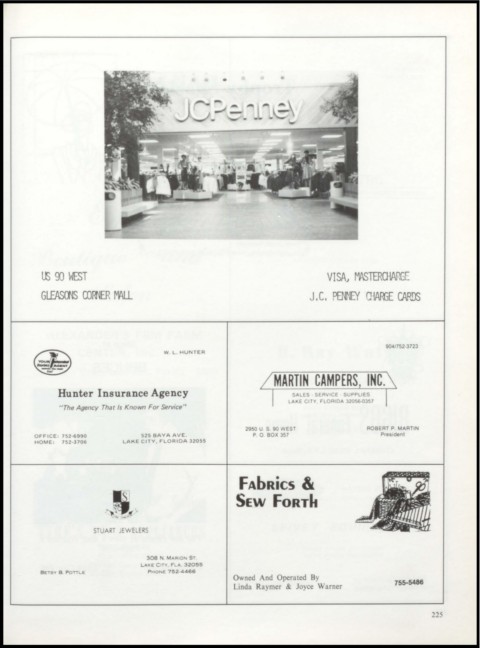 JCPenney
US 90 WEST
GLEASONS CORNER MALL
VISA, MASTERCHARGE
J.C. PENNEY CHARGE CARDS
W. L. HUNTER
Hunter Insurance Agency
"The Agency That Is Known For Service"
OFFICE: 752-6990
HOME: 752-3706
525 BAYA AVE.
LAKE CITY, FLORIDA 32055
904/752-3723
MARTIN CAMPERS, INC.
SALES · SERVICE · SUPPLIES
LAKE CITY, FLORIDA 32056-0357
2950 U. S. 90 WEST
P. O. BOX 357
ROBERT P. MARTIN
President
S
STUART JEWELERS
BETSY B. POTTLE
308 N. MARION ST.
LAKE CITY, FLA. 32055
PHONE 752-4466
FABRICS &
SEW FORTH
Owned And Operated By
Linda Raymer & Joyce Warner
755-5486
225